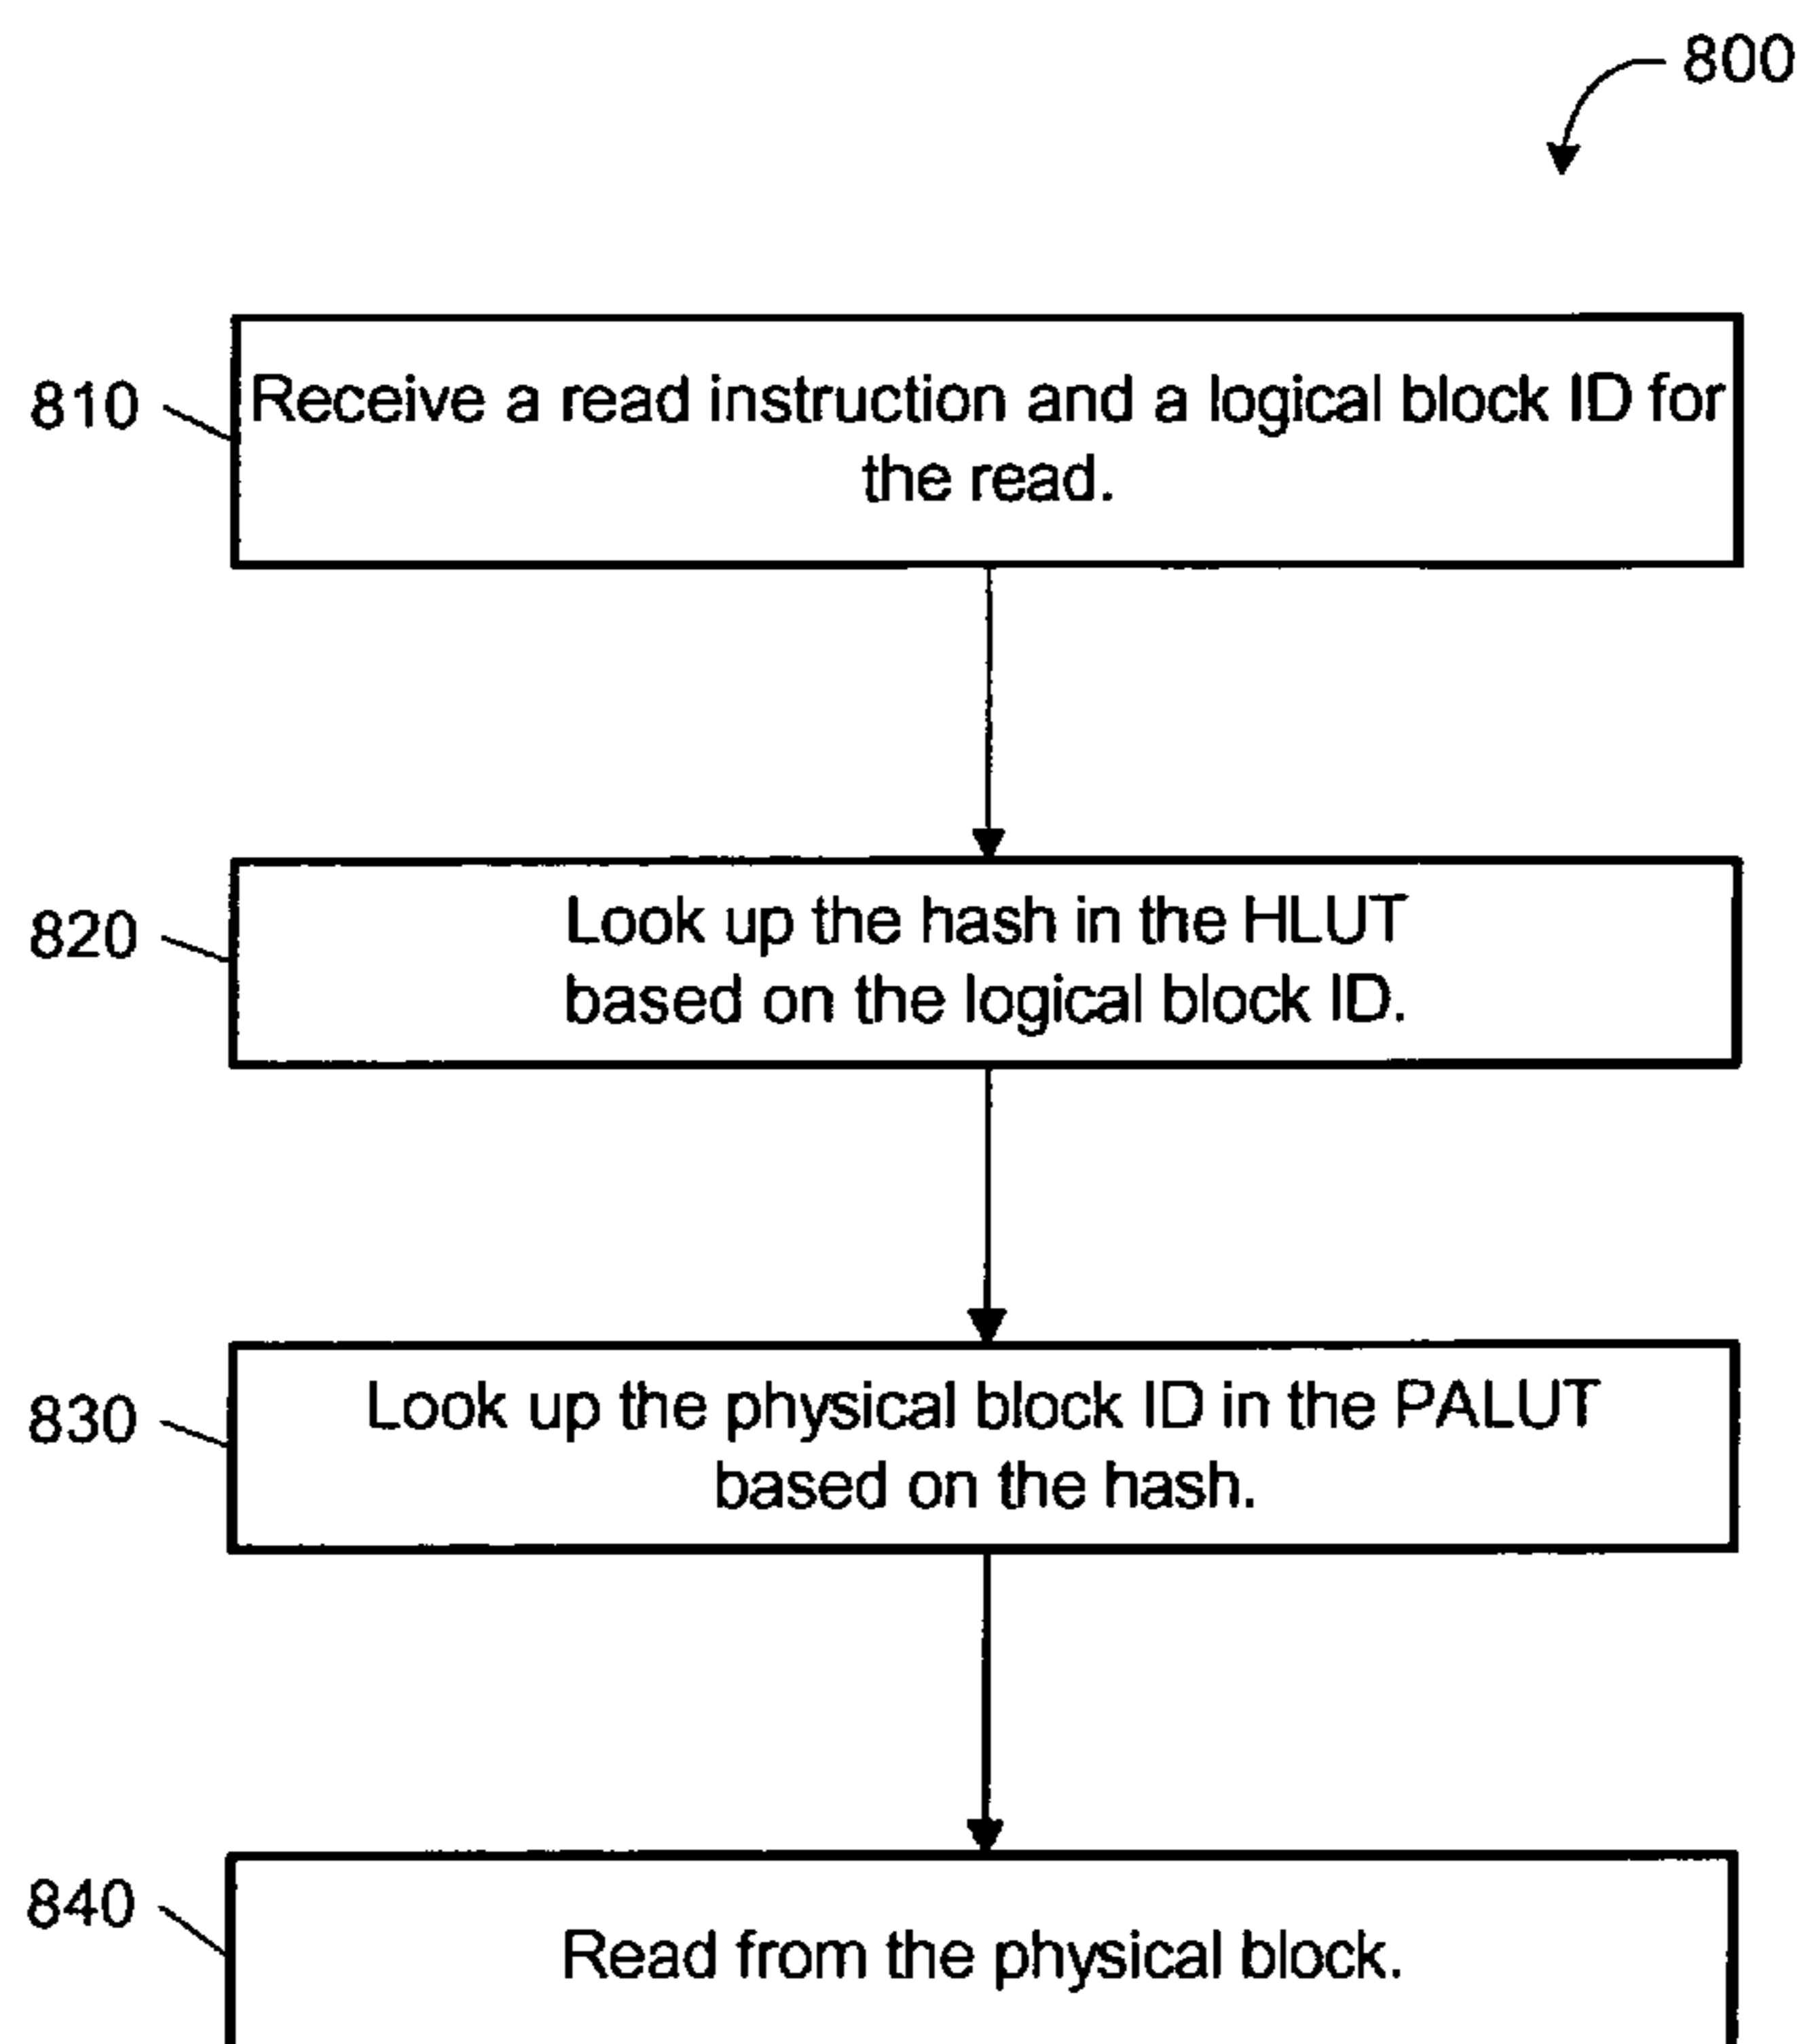 800
810
Receive a read instruction and a logical block ID for
the read.
820
Look up the hash in the HLUT
based on the logical block ID.
830
Look up the physical block ID in the PALUT
based on the hash.
840
Read from the physical block.